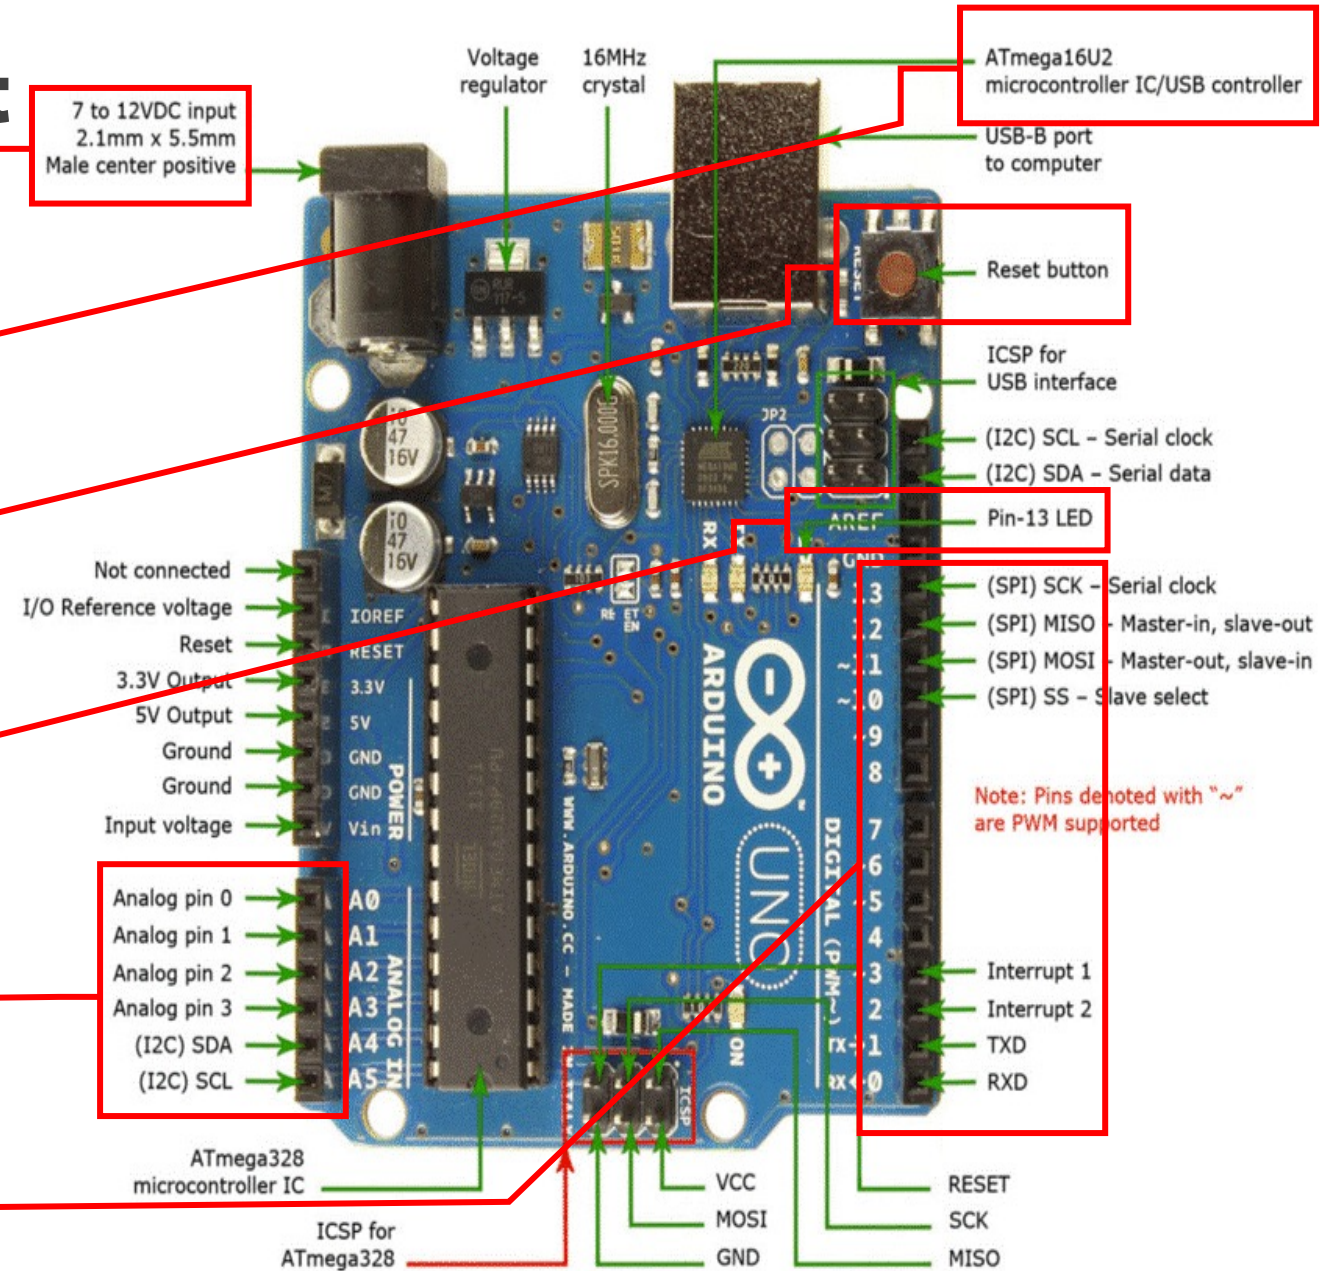 Voltage
regulator
16MHz
crystal
ATmega16U2
microcontroller IC/USB controller
7 to 12VDC input
2.1mm x 5.5mm
Male center positive
USB-B port
to computer
RESET
Reset button
ICSP for
USB interface
JP2
SPK16.000G
47
16V
47
16V
(I2C) SCL – Serial clock
(I2C) SDA – Serial data
AREF
Pin-13 LED
GND
RX
Not connected
I/O Reference voltage
Reset
3.3V Output
5V Output
Ground
Ground
Input voltage
IOREF
RESET
3.3V
5V
GND
GND
Vin
POWER
13
12
~11
~10
~9
8
(SPI) SCK – Serial clock
(SPI) MISO – Master-in, slave-out
(SPI) MOSI – Master-out, slave-in
(SPI) SS – Slave select
Note: Pins denoted with “~”
are PWM supported
ARDUINO
UNO
DIGITAL (PWM~)
7
~6
~5
4
~3
2
TX→1
RX←0
Interrupt 1
Interrupt 2
TXD
RXD
Analog pin 0
Analog pin 1
Analog pin 2
Analog pin 3
(I2C) SDA
(I2C) SCL
A0
A1
A2
A3
A4
A5
ANALOG IN
WWW.ARDUINO.CC – MADE IN ITALY
ON
ICSP
ATmega328
microcontroller IC
ICSP for
ATmega328
VCC
MOSI
GND
RESET
SCK
MISO